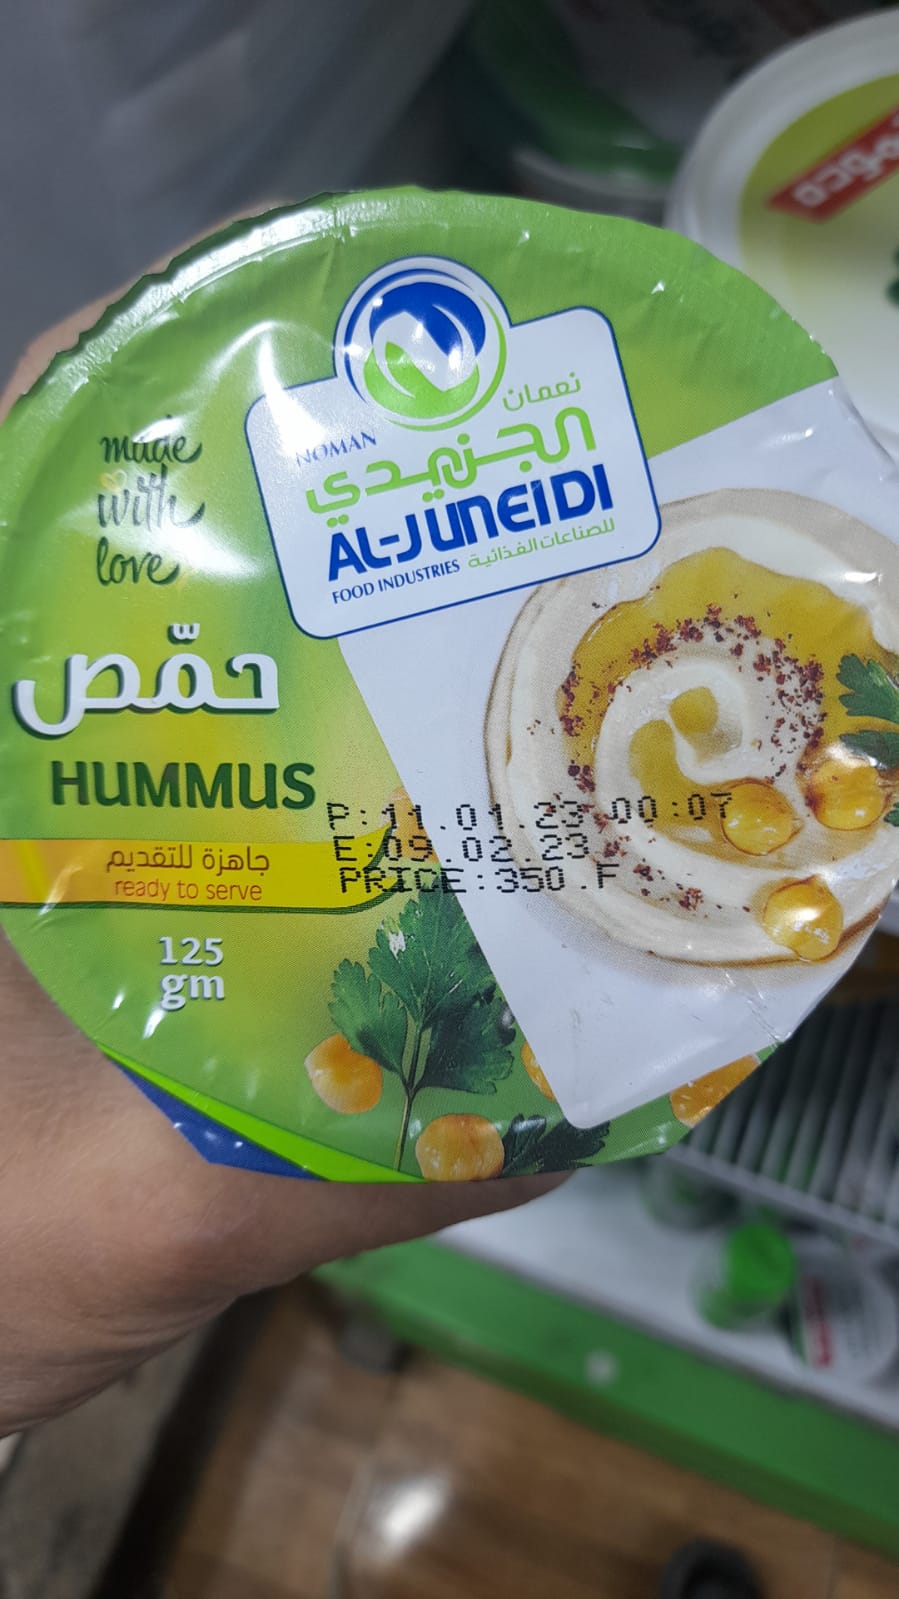 نعمان
NOMAN
الجنيدي
AL-JUNEIDI
FOOD INDUSTRIES للصناعات الغذائية
made
with
love
حمّص
HUMMUS
جاهزة للتقديم
ready to serve
125
gm
P:11.01.23 00:07
E:09.02.23
PRICE:350.F